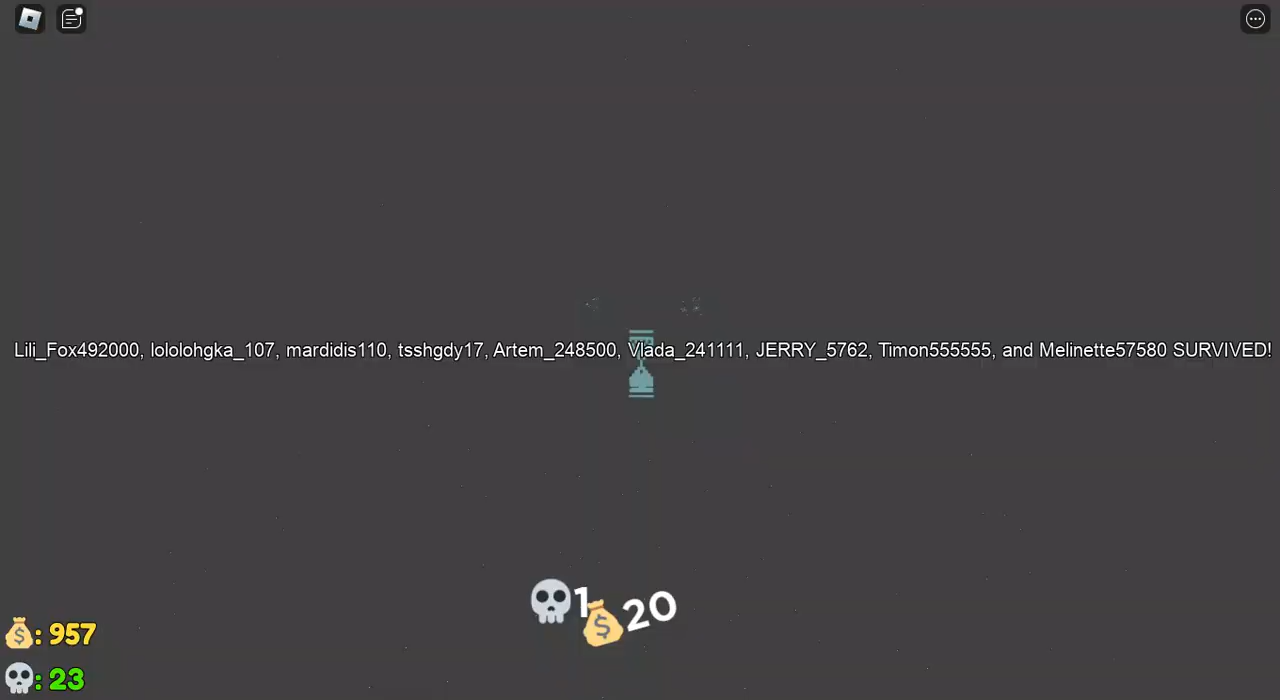 Lili_Fox492000, lololohgka_107, mardidis110, tsshgdy17, Artem_248500, Vlada_241111, JERRY_5762, Timon555555, and Melinette57580 SURVIVED!
1
20
: 957
: 23